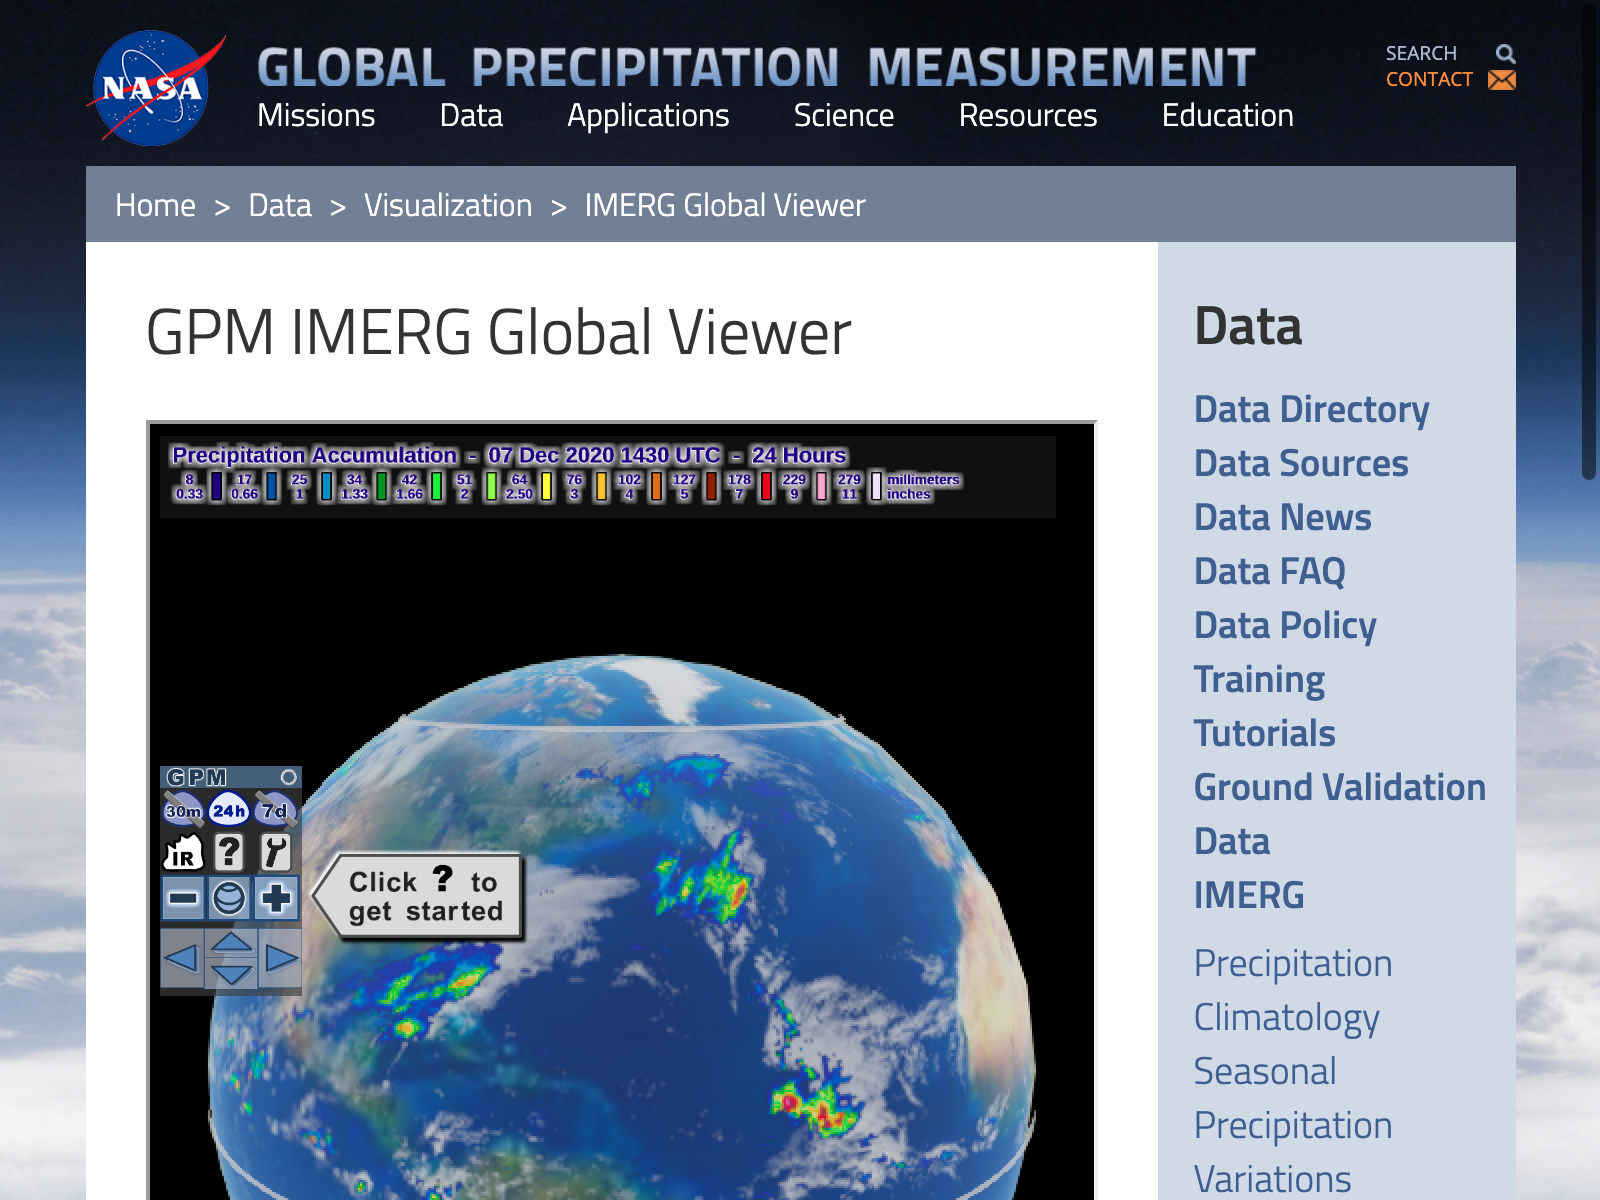 NASA
GLOBAL PRECIPITATION MEASUREMENT
SEARCH
CONTACT
Missions Data Applications Science Resources Education
Home > Data > Visualization > IMERG Global Viewer
GPM IMERG Global Viewer
Precipitation Accumulation - 07 Dec 2020 1430 UTC - 24 Hours
8 17 25 34 42 51 64 76 102 127 178 229 279 millimeters
0.33 0.66 1 1.33 1.66 2 2.50 3 4 5 7 9 11 inches
GPM
30m 24h 7d
IR ?
Click ? to
get started
Data
Data Directory
Data Sources
Data News
Data FAQ
Data Policy
Training
Tutorials
Ground Validation
Data
IMERG
Precipitation
Climatology
Seasonal
Precipitation
Variations